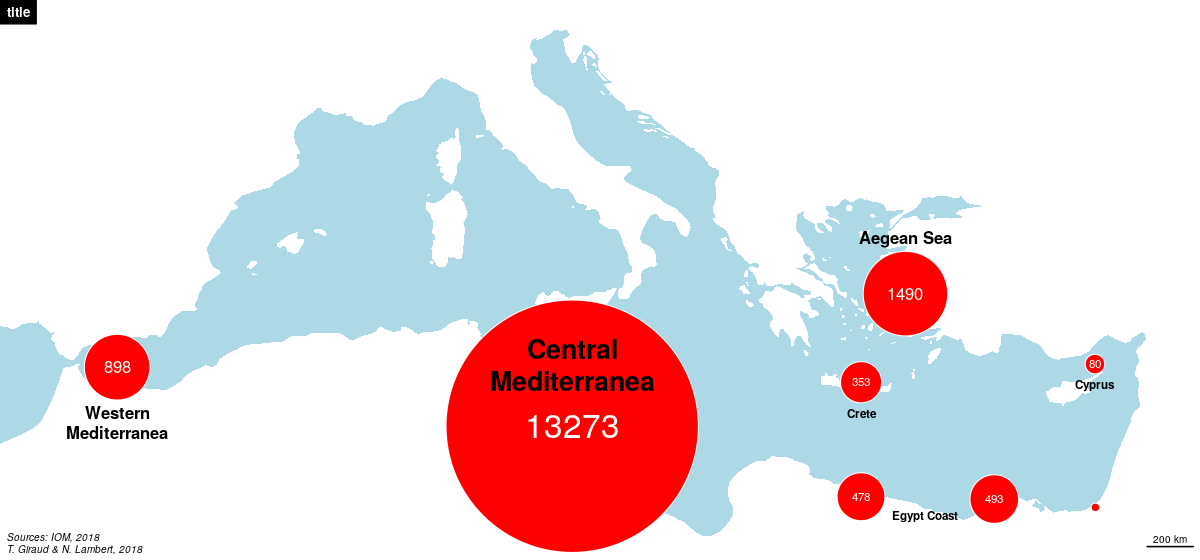 title
Aegean Sea
1490
Central
Mediterranea
13273
898
Western
Mediterranea
353
Crete
80
Cyprus
478
Egypt Coast
493
Sources: IOM, 2018
T. Giraud & N. Lambert, 2018
200 km